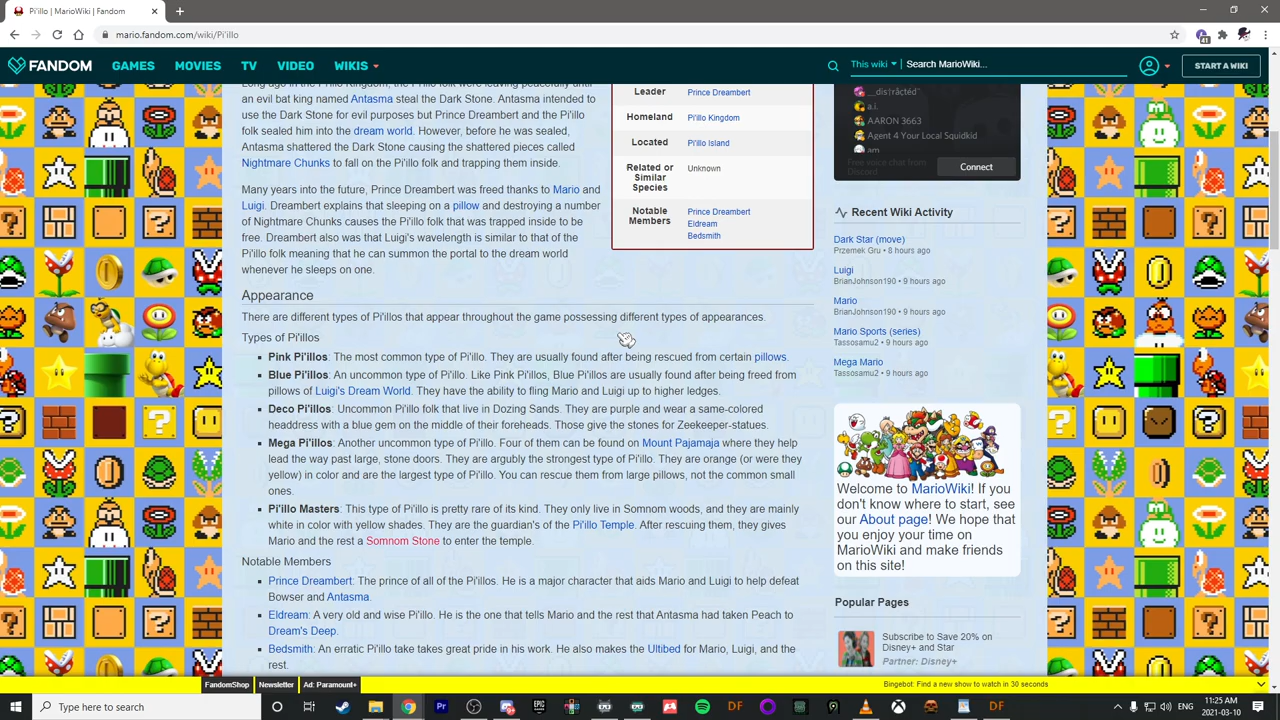 Pi'illo | MarioWiki | Fandom
mario.fandom.com/wiki/Pi'illo
41
FANDOM
GAMES
MOVIES
TV
VIDEO
WIKIS
This wiki
Search MarioWiki...
START A WIKI
an evil bat king named Antasma steal the Dark Stone. Antasma intended to
use the Dark Stone for evil purposes but Prince Dreambert and the Pi'illo
folk sealed him into the dream world. However, before he was sealed,
Antasma shattered the Dark Stone causing the shattered pieces called
Nightmare Chunks to fall on the Pi'illo folk and trapping them inside.
Many years into the future, Prince Dreambert was freed thanks to Mario and
Luigi. Dreambert explains that sleeping on a pillow and destroying a number
of Nightmare Chunks causes the Pi'illo folk that was trapped inside to be
free. Dreambert also was that Luigi's wavelength is similar to that of the
Pi'illo folk meaning that he can summon the portal to the dream world
whenever he sleeps on one.
Leader
Prince Dreambert
Homeland
Pi'illo Kingdom
Located
Pi'illo Island
Related or
Similar
Species
Unknown
Notable
Members
Prince Dreambert
Eldream
Bedsmith
Appearance
There are different types of Pi'illos that appear throughout the game possessing different types of appearances.
Types of Pi'illos
Pink Pi'illos: The most common type of Pi'illo. They are usually found after being rescued from certain pillows.
Blue Pi'illos: An uncommon type of Pi'illo. Like Pink Pi'illos, Blue Pi'illos are usually found after being freed from
pillows of Luigi's Dream World. They have the ability to fling Mario and Luigi up to higher ledges.
Deco Pi'illos: Uncommon Pi'illo folk that live in Dozing Sands. They are purple and wear a same-colored
headdress with a blue gem on the middle of their foreheads. Those give the stones for Zeekeeper-statues.
Mega Pi'illos: Another uncommon type of Pi'illo. Four of them can be found on Mount Pajamaja where they help
lead the way past large, stone doors. They are argubly the strongest type of Pi'illo. They are orange (or were they
yellow) in color and are the largest type of Pi'illo. You can rescue them from large pillows, not the common small
ones.
Pi'illo Masters: This type of Pi'illo is pretty rare of its kind. They only live in Somnom woods, and they are mainly
white in color with yellow shades. They are the guardian's of the Pi'illo Temple. After rescuing them, they gives
Mario and the rest a Somnom Stone to enter the temple.
Notable Members
Prince Dreambert: The prince of all of the Pi'illos. He is a major character that aids Mario and Luigi to help defeat
Bowser and Antasma.
Eldream: A very old and wise Pi'illo. He is the one that tells Mario and the rest that Antasma had taken Peach to
Dream's Deep.
Bedsmith: An erratic Pi'illo take takes great pride in his work. He also makes the Ultibed for Mario, Luigi, and the
rest.
a.i.
AARON 3663
Agent 4 Your Local Squidkid
am
Free voice chat from
Discord
Connect
Recent Wiki Activity
Dark Star (move)
Przemek Gru • 8 hours ago
Luigi
BrianJohnson190 • 9 hours ago
Mario
BrianJohnson190 • 9 hours ago
Mario Sports (series)
Tassosamu2 • 9 hours ago
Mega Mario
Tassosamu2 • 9 hours ago
Welcome to MarioWiki! If you
don't know where to start, see
our About page! We hope that
you enjoy your time on
MarioWiki and make friends
on this site!
Popular Pages
Subscribe to Save 20% on
Disney+ and Star
Partner: Disney+
FandomShop
Newsletter
Ad: Paramount+
Bingebot: Find a new show to watch in 30 seconds
Type here to search
ENG
11:25 AM
2021-03-10